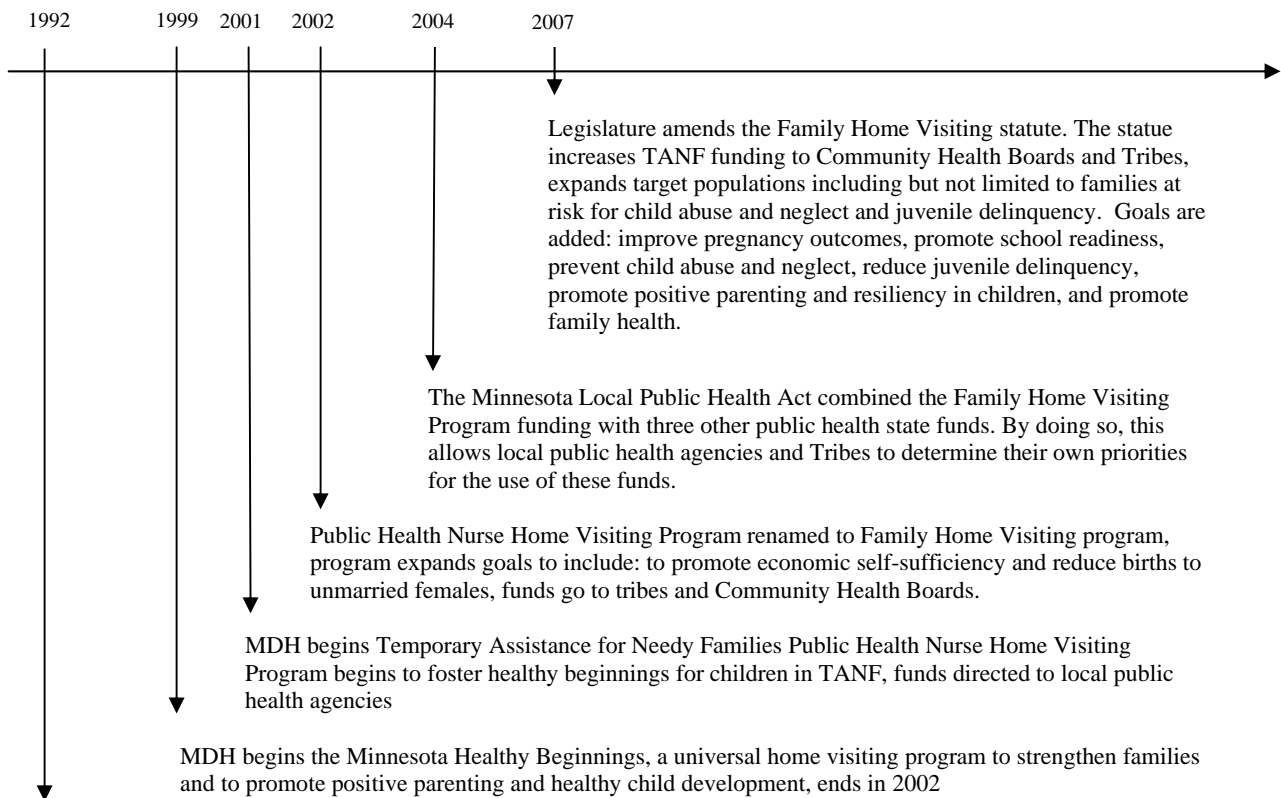 1992 1999 2001 2002 2004 2007
Legislature amends the Family Home Visiting statute. The statue
increases TANF funding to Community Health Boards and Tribes,
expands target populations including but not limited to families at
risk for child abuse and neglect and juvenile delinquency.  Goals are
added: improve pregnancy outcomes, promote school readiness,
prevent child abuse and neglect, reduce juvenile delinquency,
promote positive parenting and resiliency in children, and promote
family health.
The Minnesota Local Public Health Act combined the Family Home Visiting
Program funding with three other public health state funds. By doing so, this
allows local public health agencies and Tribes to determine their own priorities
for the use of these funds.
Public Health Nurse Home Visiting Program renamed to Family Home Visiting program,
program expands goals to include: to promote economic self-sufficiency and reduce births to
unmarried females, funds go to tribes and Community Health Boards.
MDH begins Temporary Assistance for Needy Families Public Health Nurse Home Visiting
Program begins to foster healthy beginnings for children in TANF, funds directed to local public
health agencies
MDH begins the Minnesota Healthy Beginnings, a universal home visiting program to strengthen families
and to promote positive parenting and healthy child development, ends in 2002